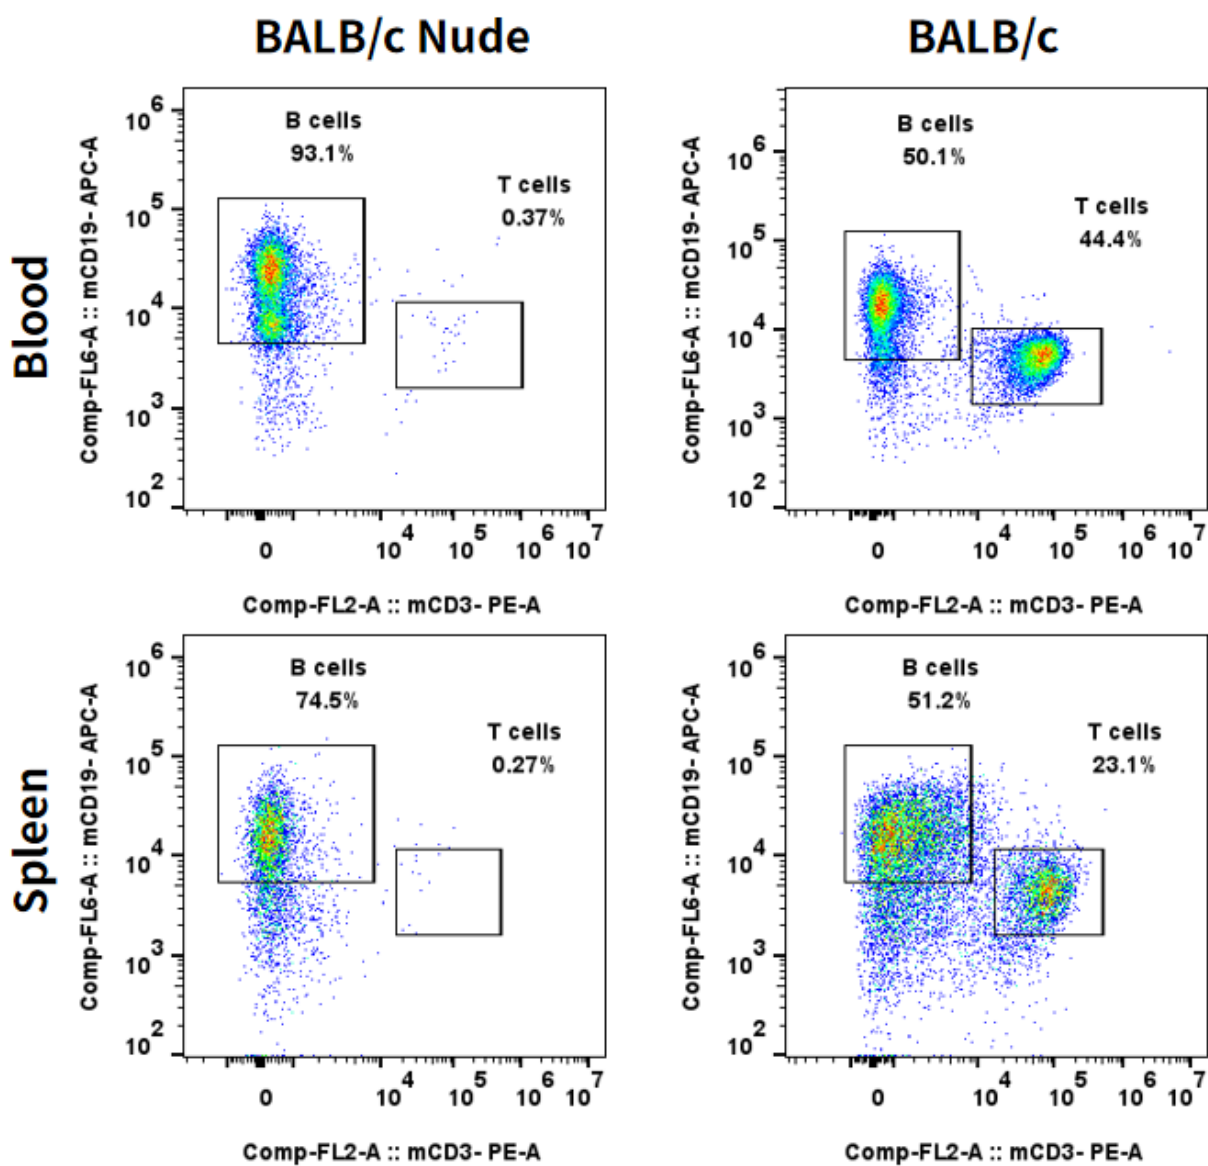 BALB/c Nude
BALB/c
Blood
Comp-FL6-A :: mCD19- APC-A
10^6
10^5
10^4
10^3
10^2
B cells
93.1%
T cells
0.37%
0
10^4
10^5
10^6
10^7
Comp-FL2-A :: mCD3- PE-A
Comp-FL6-A :: mCD19- APC-A
10^6
10^5
10^4
10^3
10^2
B cells
50.1%
T cells
44.4%
0
10^4
10^5
10^6
10^7
Comp-FL2-A :: mCD3- PE-A
Spleen
Comp-FL6-A :: mCD19- APC-A
10^6
10^5
10^4
10^3
10^2
B cells
74.5%
T cells
0.27%
0
10^4
10^5
10^6
10^7
Comp-FL2-A :: mCD3- PE-A
Comp-FL6-A :: mCD19- APC-A
10^6
10^5
10^4
10^3
10^2
B cells
51.2%
T cells
23.1%
0
10^4
10^5
10^6
10^7
Comp-FL2-A :: mCD3- PE-A